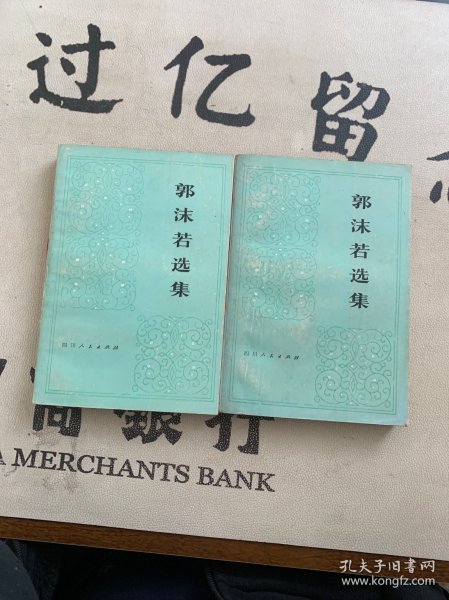 过亿留
郭沫若选集
四川人民出版社
郭沫若选集
四川人民出版社
商银行
A MERCHANTS BANK
孔夫子旧书网
www.kongfz.com